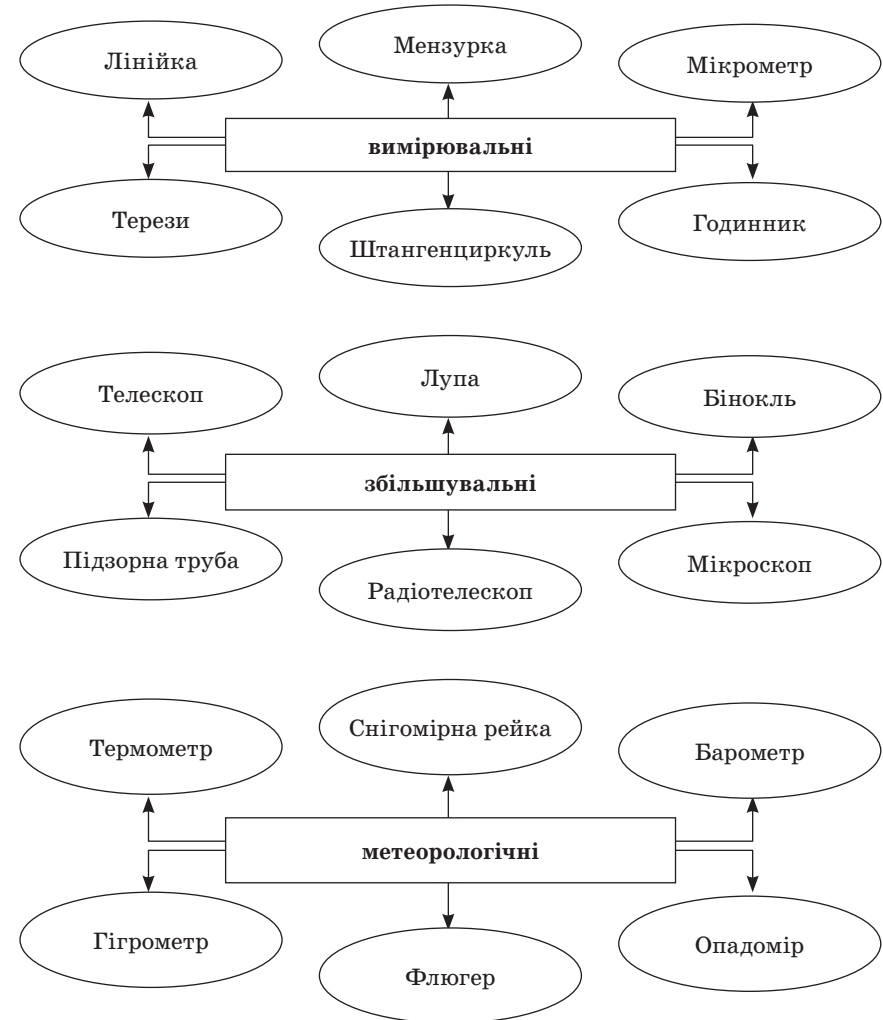 Лінійка
Мензурка
Мікрометр
вимірювальні
Терези
Штангенциркуль
Годинник
Телескоп
Лупа
Бінокль
збільшувальні
Підзорна труба
Радіотелескоп
Мікроскоп
Термометр
Снігомірна рейка
Барометр
метеорологічні
Гігрометр
Флюгер
Опадомір